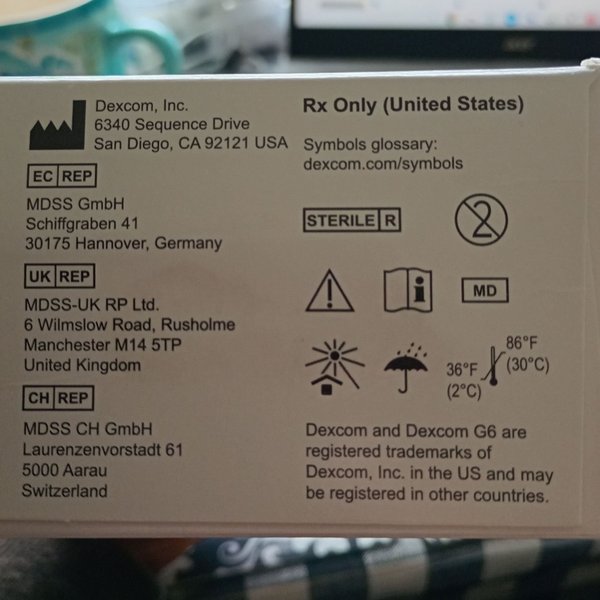 Dexcom, Inc.
6340 Sequence Drive
San Diego, CA 92121 USA
EC REP
MDSS GmbH
Schiffgraben 41
30175 Hannover, Germany
UK REP
MDSS-UK RP Ltd.
6 Wilmslow Road, Rusholme
Manchester M14 5TP
United Kingdom
CH REP
MDSS CH GmbH
Laurenzenvorstadt 61
5000 Aarau
Switzerland
Rx Only (United States)
Symbols glossary:
dexcom.com/symbols
STERILE R
2
i
MD
86°F
(30°C)
36°F
(2°C)
Dexcom and Dexcom G6 are
registered trademarks of
Dexcom, Inc. in the US and may
be registered in other countries.